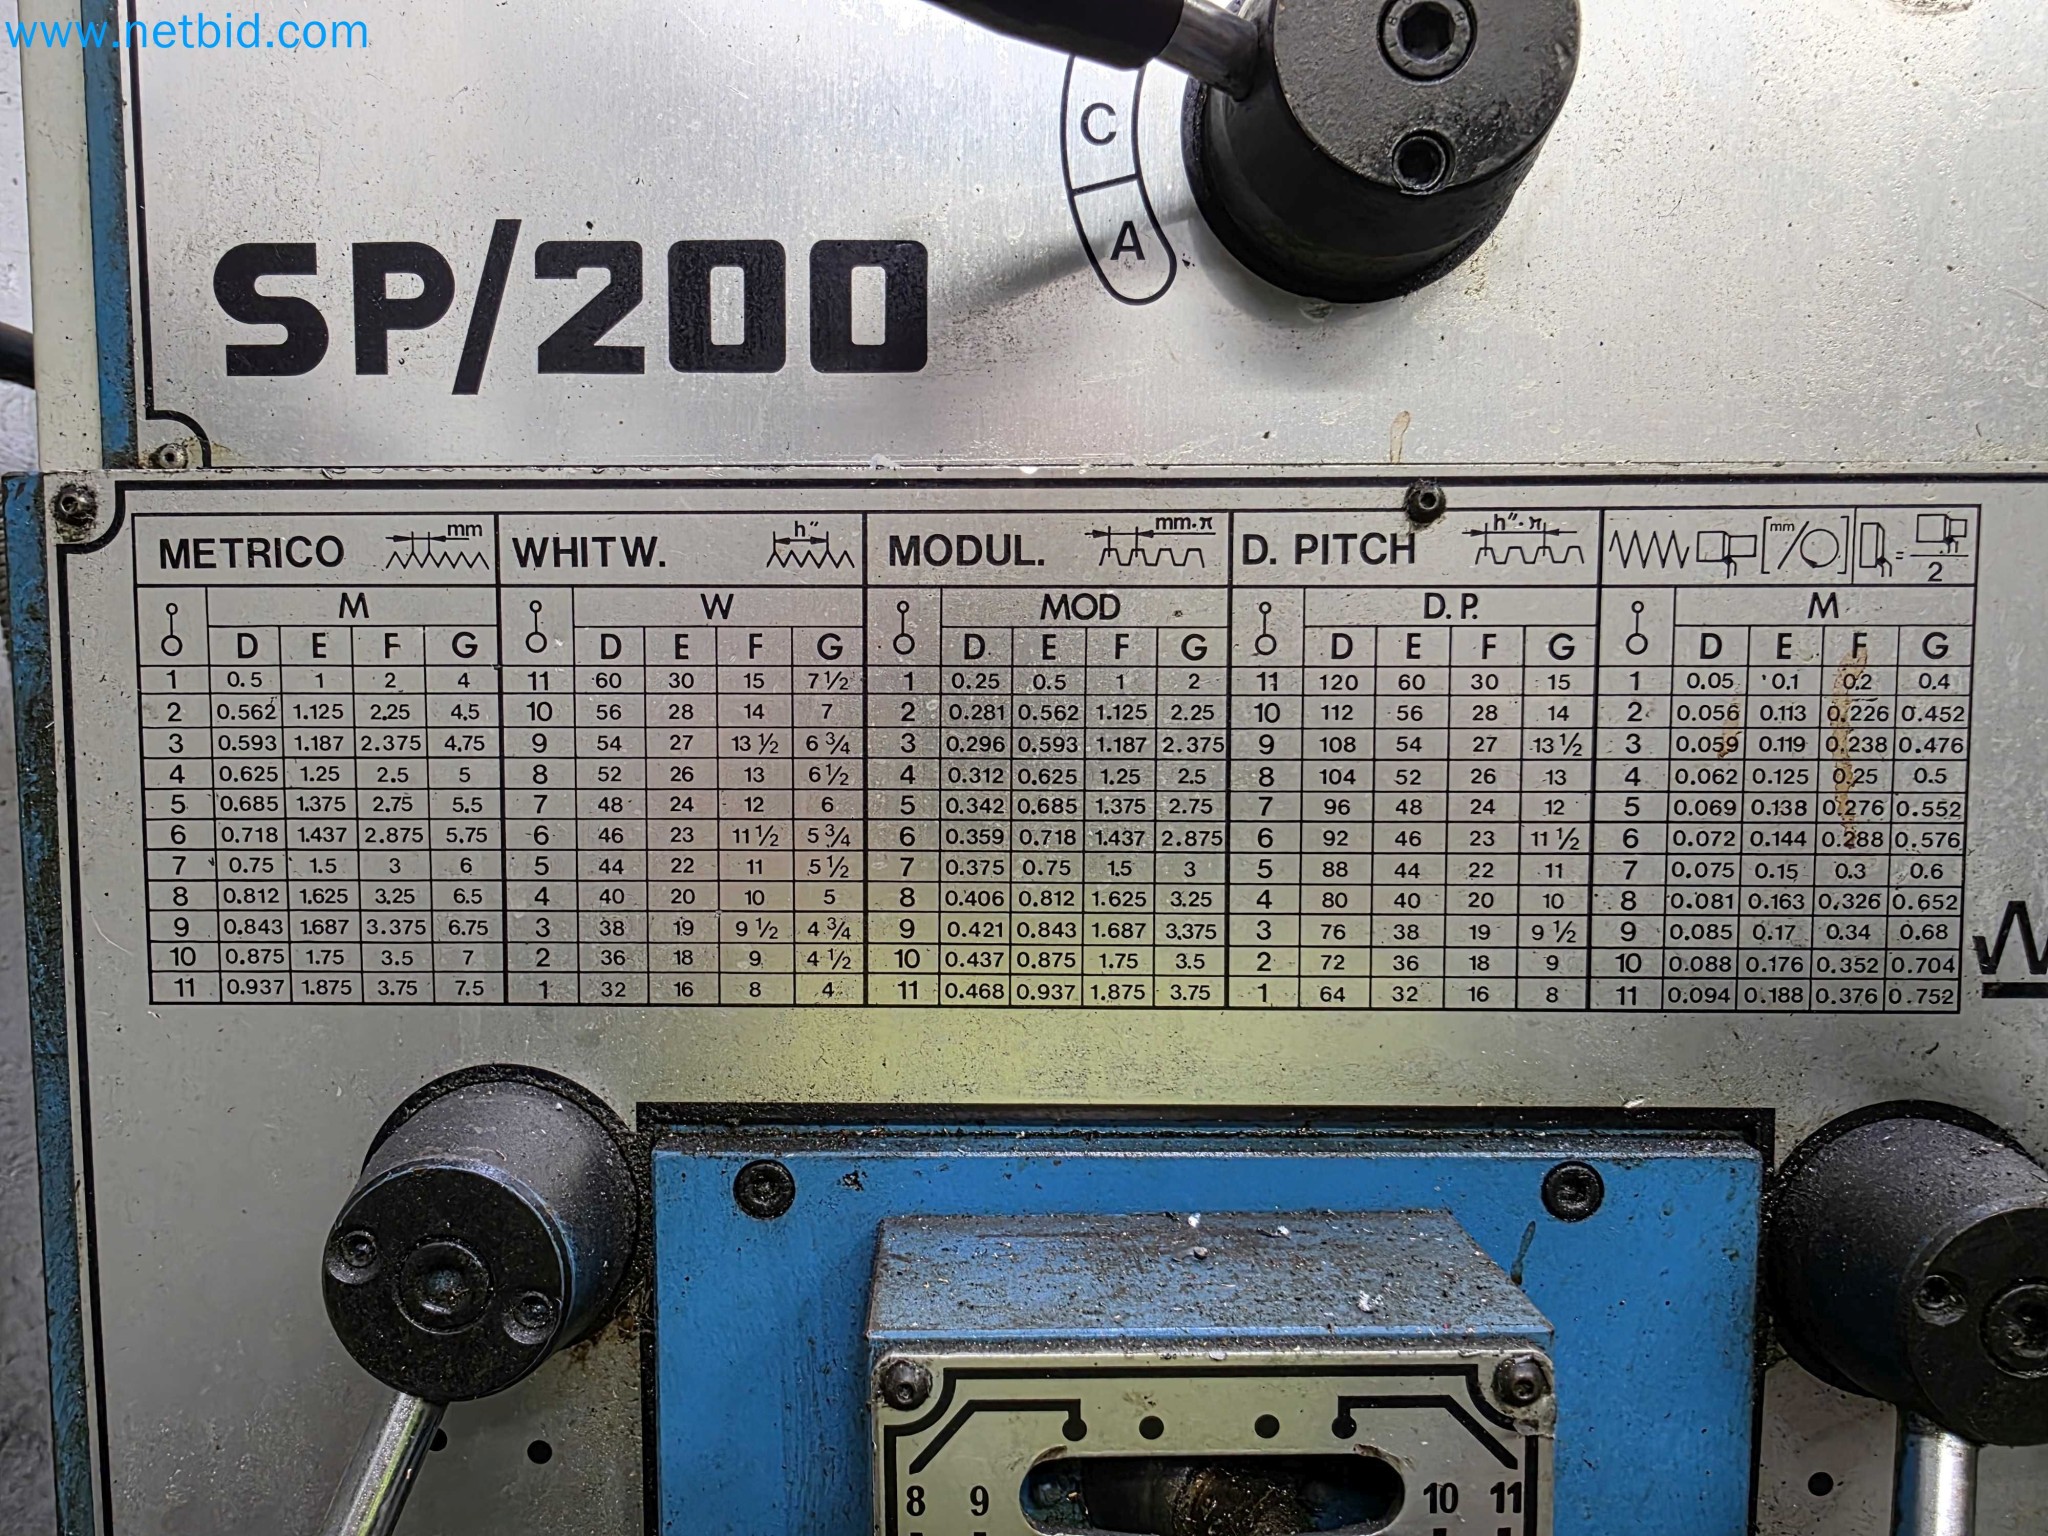 www.netbid.com
C
A
SP/200
METRICO mm WHITW. h" MODUL. mm.π D. PITCH h".π mm / 2
M W MOD D.P. M
D E F G D E F G D E F G D E F G D E F G
1 0.5 1 2 4 11 60 30 15 7½ 1 0.25 0.5 1 2 11 120 60 30 15 1 0.05 0.1 0.2 0.4
2 0.562 1.125 2.25 4.5 10 56 28 14 7 2 0.281 0.562 1.125 2.25 10 112 56 28 14 2 0.056 0.113 0.226 0.452
3 0.593 1.187 2.375 4.75 9 54 27 13½ 6¾ 3 0.296 0.593 1.187 2.375 9 108 54 27 13½ 3 0.059 0.119 0.238 0.476
4 0.625 1.25 2.5 5 8 52 26 13 6½ 4 0.312 0.625 1.25 2.5 8 104 52 26 13 4 0.062 0.125 0.25 0.5
5 0.685 1.375 2.75 5.5 7 48 24 12 6 5 0.342 0.685 1.375 2.75 7 96 48 24 12 5 0.069 0.138 0.276 0.552
6 0.718 1.437 2.875 5.75 6 46 23 11½ 5¾ 6 0.359 0.718 1.437 2.875 6 92 46 23 11½ 6 0.072 0.144 0.288 0.576
7 0.75 1.5 3 6 5 44 22 11 5½ 7 0.375 0.75 1.5 3 5 88 44 22 11 7 0.075 0.15 0.3 0.6
8 0.812 1.625 3.25 6.5 4 40 20 10 5 8 0.406 0.812 1.625 3.25 4 80 40 20 10 8 0.081 0.163 0.326 0.652
9 0.843 1.687 3.375 6.75 3 38 19 9½ 4¾ 9 0.421 0.843 1.687 3.375 3 76 38 19 9½ 9 0.085 0.17 0.34 0.68
10 0.875 1.75 3.5 7 2 36 18 9 4½ 10 0.437 0.875 1.75 3.5 2 72 36 18 9 10 0.088 0.176 0.352 0.704
11 0.937 1.875 3.75 7.5 1 32 16 8 4 11 0.468 0.937 1.875 3.75 1 64 32 16 8 11 0.094 0.188 0.376 0.752
8 9 10 11